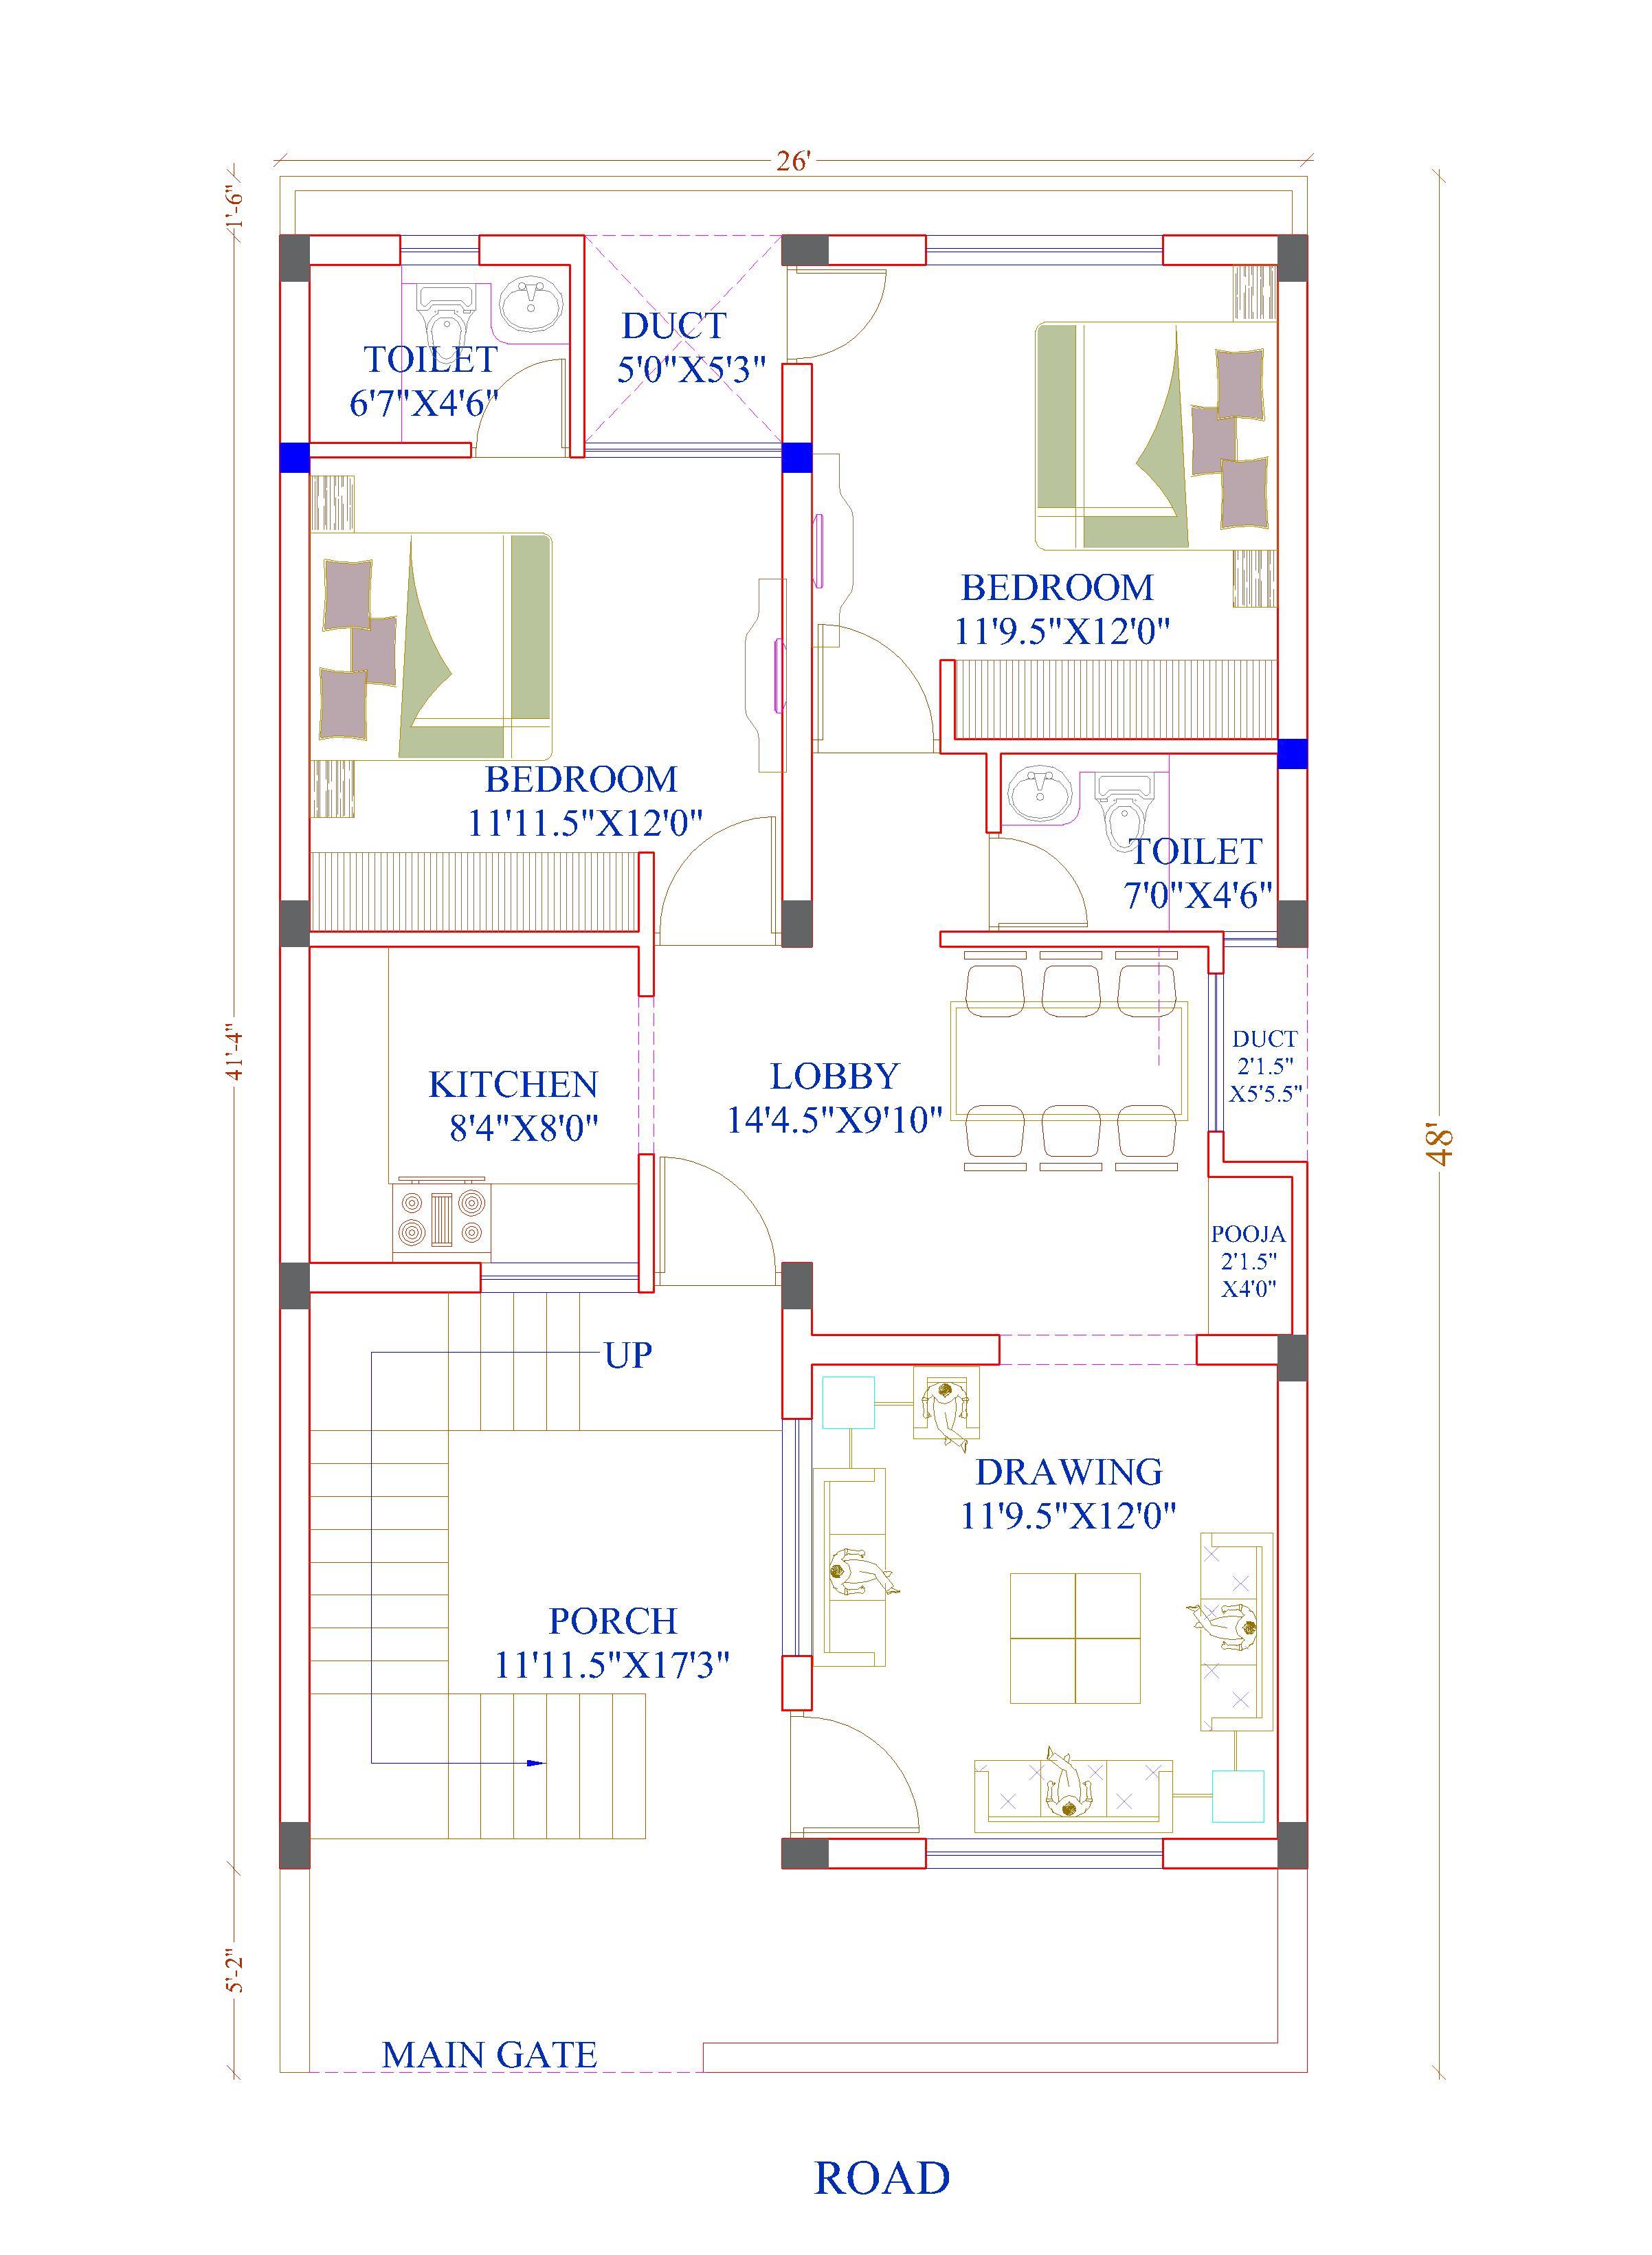 26'
1'-6"
DUCT
5'0"X5'3"
TOILET
6'7"X4'6"
BEDROOM
11'9.5"X12'0"
BEDROOM
11'11.5"X12'0"
TOILET
7'0"X4'6"
41'-4"
KITCHEN
8'4"X8'0"
LOBBY
14'4.5"X9'10"
DUCT
2'1.5"
X5'5.5"
48'
POOJA
2'1.5"
X4'0"
UP
DRAWING
11'9.5"X12'0"
PORCH
11'11.5"X17'3"
5'-2"
MAIN GATE
ROAD